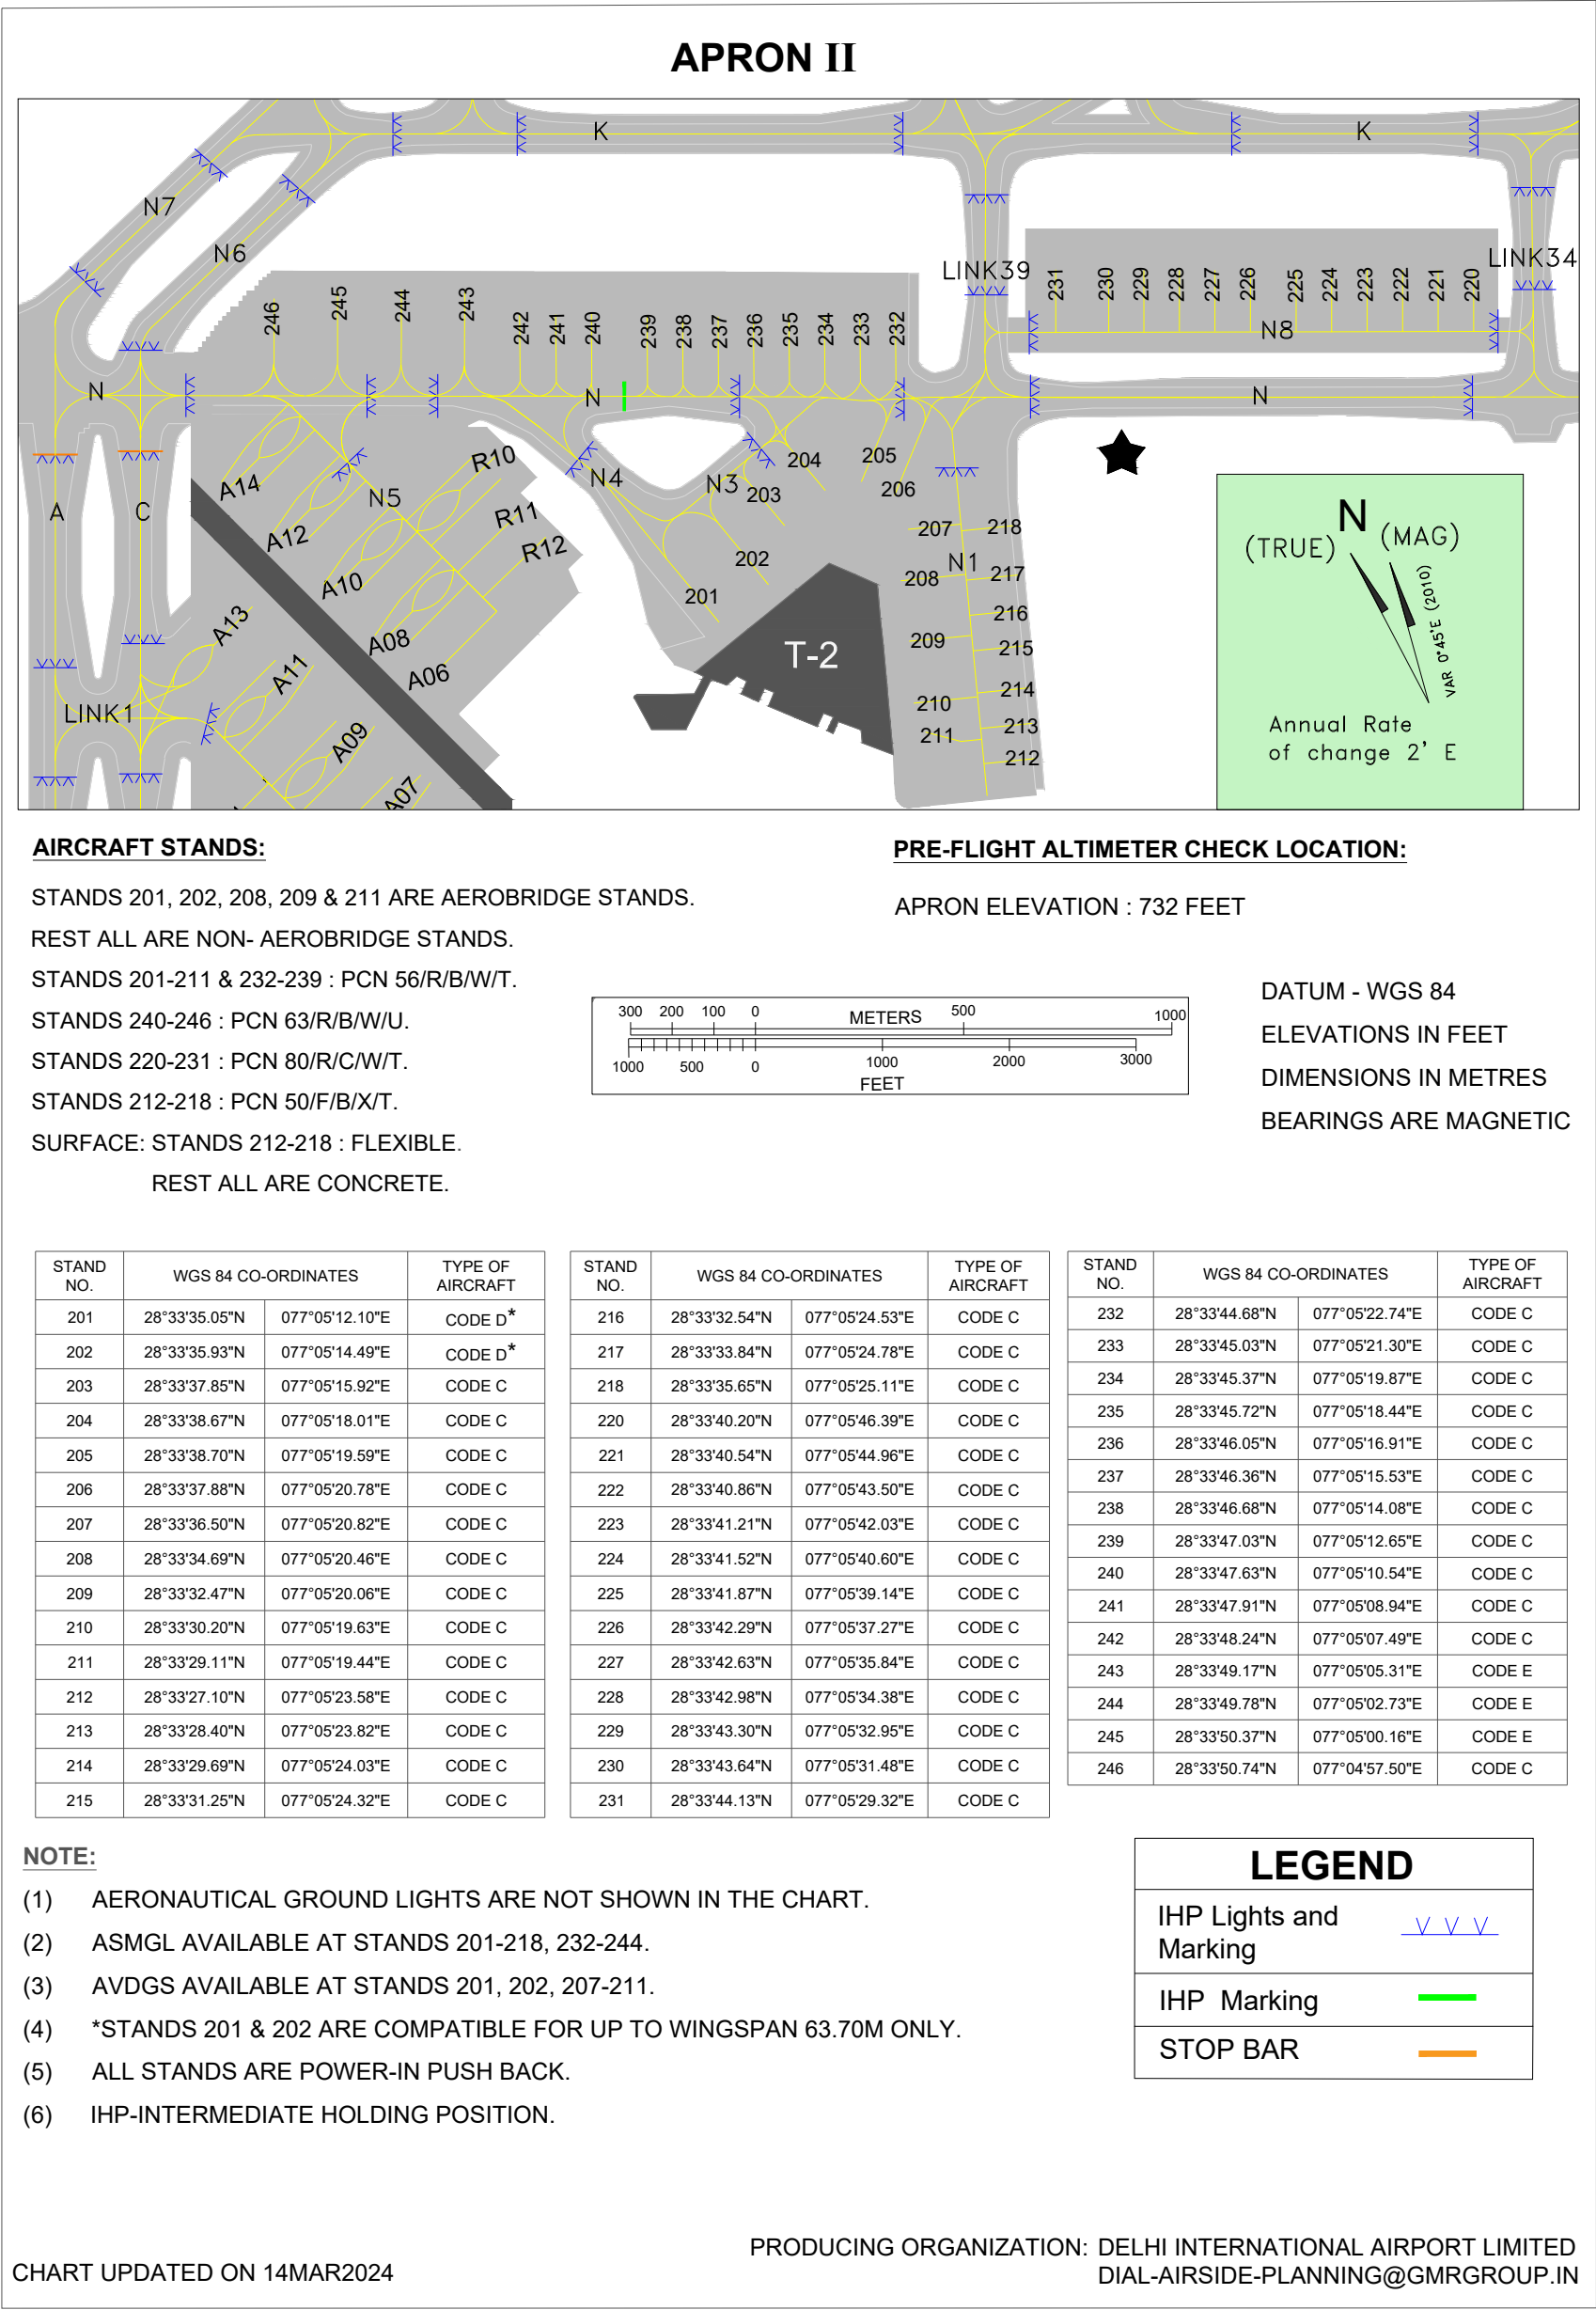 APRON II
K
K
N7
N6
LINK39
LINK34
246
245
244
243
242
241
240
239
238
237
236
235
234
233
232
231
230
229
228
227
226
225
224
223
222
221
220
N8
N
N
N
A
C
A14
A12
A10
A08
A06
N5
R10
R11
R12
N4
N3
204
203
202
201
205
206
207
218
N1
208
217
216
209
215
214
210
213
211
212
T-2
A13
A11
A09
A07
LINK1
N
(TRUE)
(MAG)
VAR 0°45'E (2010)
Annual Rate
of change 2' E
AIRCRAFT STANDS:
STANDS 201, 202, 208, 209 & 211 ARE AEROBRIDGE STANDS.
REST ALL ARE NON- AEROBRIDGE STANDS.
STANDS 201-211 & 232-239 : PCN 56/R/B/W/T.
STANDS 240-246 : PCN 63/R/B/W/U.
STANDS 220-231 : PCN 80/R/C/W/T.
STANDS 212-218 : PCN 50/F/B/X/T.
SURFACE: STANDS 212-218 : FLEXIBLE.
REST ALL ARE CONCRETE.
PRE-FLIGHT ALTIMETER CHECK LOCATION:
APRON ELEVATION : 732 FEET
300 200 100 0 METERS 500 1000
1000 500 0 1000 2000 3000
FEET
DATUM - WGS 84
ELEVATIONS IN FEET
DIMENSIONS IN METRES
BEARINGS ARE MAGNETIC
STAND NO. WGS 84 CO-ORDINATES TYPE OF AIRCRAFT
201 28°33'35.05"N 077°05'12.10"E CODE D*
202 28°33'35.93"N 077°05'14.49"E CODE D*
203 28°33'37.85"N 077°05'15.92"E CODE C
204 28°33'38.67"N 077°05'18.01"E CODE C
205 28°33'38.70"N 077°05'19.59"E CODE C
206 28°33'37.88"N 077°05'20.78"E CODE C
207 28°33'36.50"N 077°05'20.82"E CODE C
208 28°33'34.69"N 077°05'20.46"E CODE C
209 28°33'32.47"N 077°05'20.06"E CODE C
210 28°33'30.20"N 077°05'19.63"E CODE C
211 28°33'29.11"N 077°05'19.44"E CODE C
212 28°33'27.10"N 077°05'23.58"E CODE C
213 28°33'28.40"N 077°05'23.82"E CODE C
214 28°33'29.69"N 077°05'24.03"E CODE C
215 28°33'31.25"N 077°05'24.32"E CODE C
STAND NO. WGS 84 CO-ORDINATES TYPE OF AIRCRAFT
216 28°33'32.54"N 077°05'24.53"E CODE C
217 28°33'33.84"N 077°05'24.78"E CODE C
218 28°33'35.65"N 077°05'25.11"E CODE C
220 28°33'40.20"N 077°05'46.39"E CODE C
221 28°33'40.54"N 077°05'44.96"E CODE C
222 28°33'40.86"N 077°05'43.50"E CODE C
223 28°33'41.21"N 077°05'42.03"E CODE C
224 28°33'41.52"N 077°05'40.60"E CODE C
225 28°33'41.87"N 077°05'39.14"E CODE C
226 28°33'42.29"N 077°05'37.27"E CODE C
227 28°33'42.63"N 077°05'35.84"E CODE C
228 28°33'42.98"N 077°05'34.38"E CODE C
229 28°33'43.30"N 077°05'32.95"E CODE C
230 28°33'43.64"N 077°05'31.48"E CODE C
231 28°33'44.13"N 077°05'29.32"E CODE C
STAND NO. WGS 84 CO-ORDINATES TYPE OF AIRCRAFT
232 28°33'44.68"N 077°05'22.74"E CODE C
233 28°33'45.03"N 077°05'21.30"E CODE C
234 28°33'45.37"N 077°05'19.87"E CODE C
235 28°33'45.72"N 077°05'18.44"E CODE C
236 28°33'46.05"N 077°05'16.91"E CODE C
237 28°33'46.36"N 077°05'15.53"E CODE C
238 28°33'46.68"N 077°05'14.08"E CODE C
239 28°33'47.03"N 077°05'12.65"E CODE C
240 28°33'47.63"N 077°05'10.54"E CODE C
241 28°33'47.91"N 077°05'08.94"E CODE C
242 28°33'48.24"N 077°05'07.49"E CODE C
243 28°33'49.17"N 077°05'05.31"E CODE E
244 28°33'49.78"N 077°05'02.73"E CODE E
245 28°33'50.37"N 077°05'00.16"E CODE E
246 28°33'50.74"N 077°04'57.50"E CODE C
NOTE:
(1) AERONAUTICAL GROUND LIGHTS ARE NOT SHOWN IN THE CHART.
(2) ASMGL AVAILABLE AT STANDS 201-218, 232-244.
(3) AVDGS AVAILABLE AT STANDS 201, 202, 207-211.
(4) *STANDS 201 & 202 ARE COMPATIBLE FOR UP TO WINGSPAN 63.70M ONLY.
(5) ALL STANDS ARE POWER-IN PUSH BACK.
(6) IHP-INTERMEDIATE HOLDING POSITION.
LEGEND
IHP Lights and
Marking
IHP Marking
STOP BAR
CHART UPDATED ON 14MAR2024
PRODUCING ORGANIZATION: DELHI INTERNATIONAL AIRPORT LIMITED
DIAL-AIRSIDE-PLANNING@GMRGROUP.IN